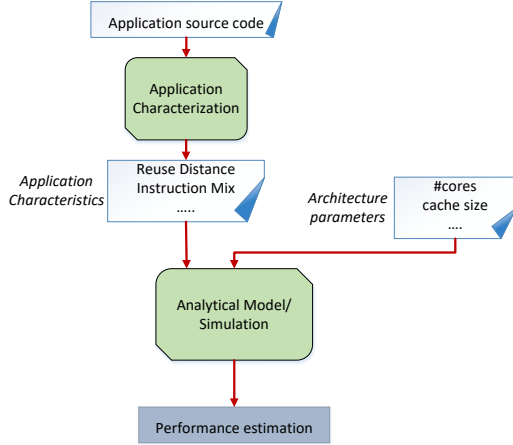 Application source code
Application
Characterization
Application
Characteristics
Reuse Distance
Instruction Mix
.....
Architecture
parameters
#cores
cache size
....
Analytical Model/
Simulation
Performance estimation